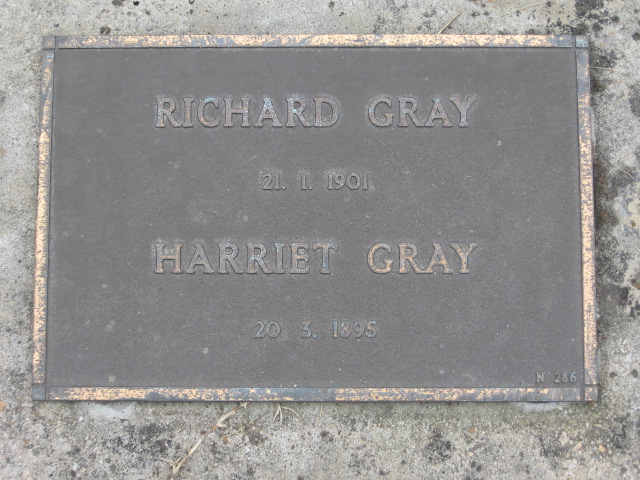 RICHARD GRAY
21. 1. 1901
HARRIET GRAY
20 3. 1895
N° 286